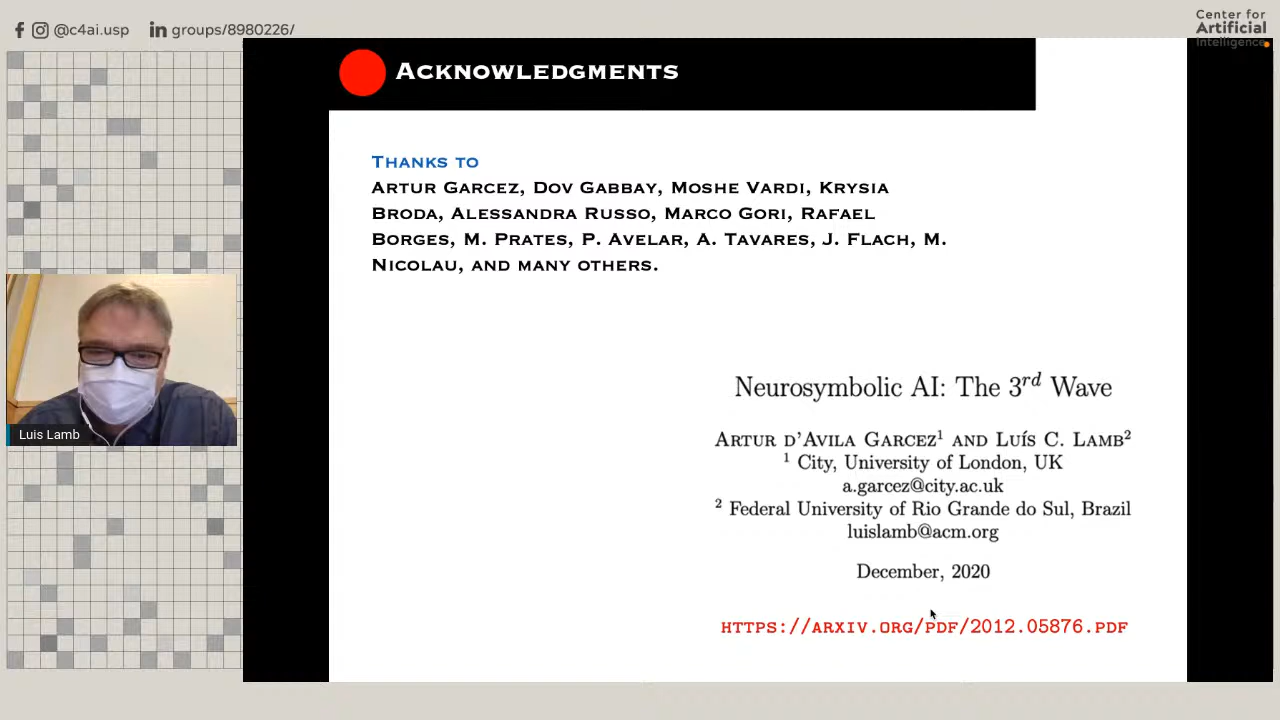 @c4ai.usp groups/8980226/
Center for
Artificial
Intelligence
ACKNOWLEDGMENTS
THANKS TO
ARTUR GARCEZ, DOV GABBAY, MOSHE VARDI, KRYSIA
BRODA, ALESSANDRA RUSSO, MARCO GORI, RAFAEL
BORGES, M. PRATES, P. AVELAR, A. TAVARES, J. FLACH, M.
NICOLAU, AND MANY OTHERS.
Luis Lamb
Neurosymbolic AI: The 3rd Wave
ARTUR D'AVILA GARCEZ1 AND LUÍS C. LAMB2
1 City, University of London, UK
a.garcez@city.ac.uk
2 Federal University of Rio Grande do Sul, Brazil
luislamb@acm.org
December, 2020
HTTPS://ARXIV.ORG/PDF/2012.05876.PDF